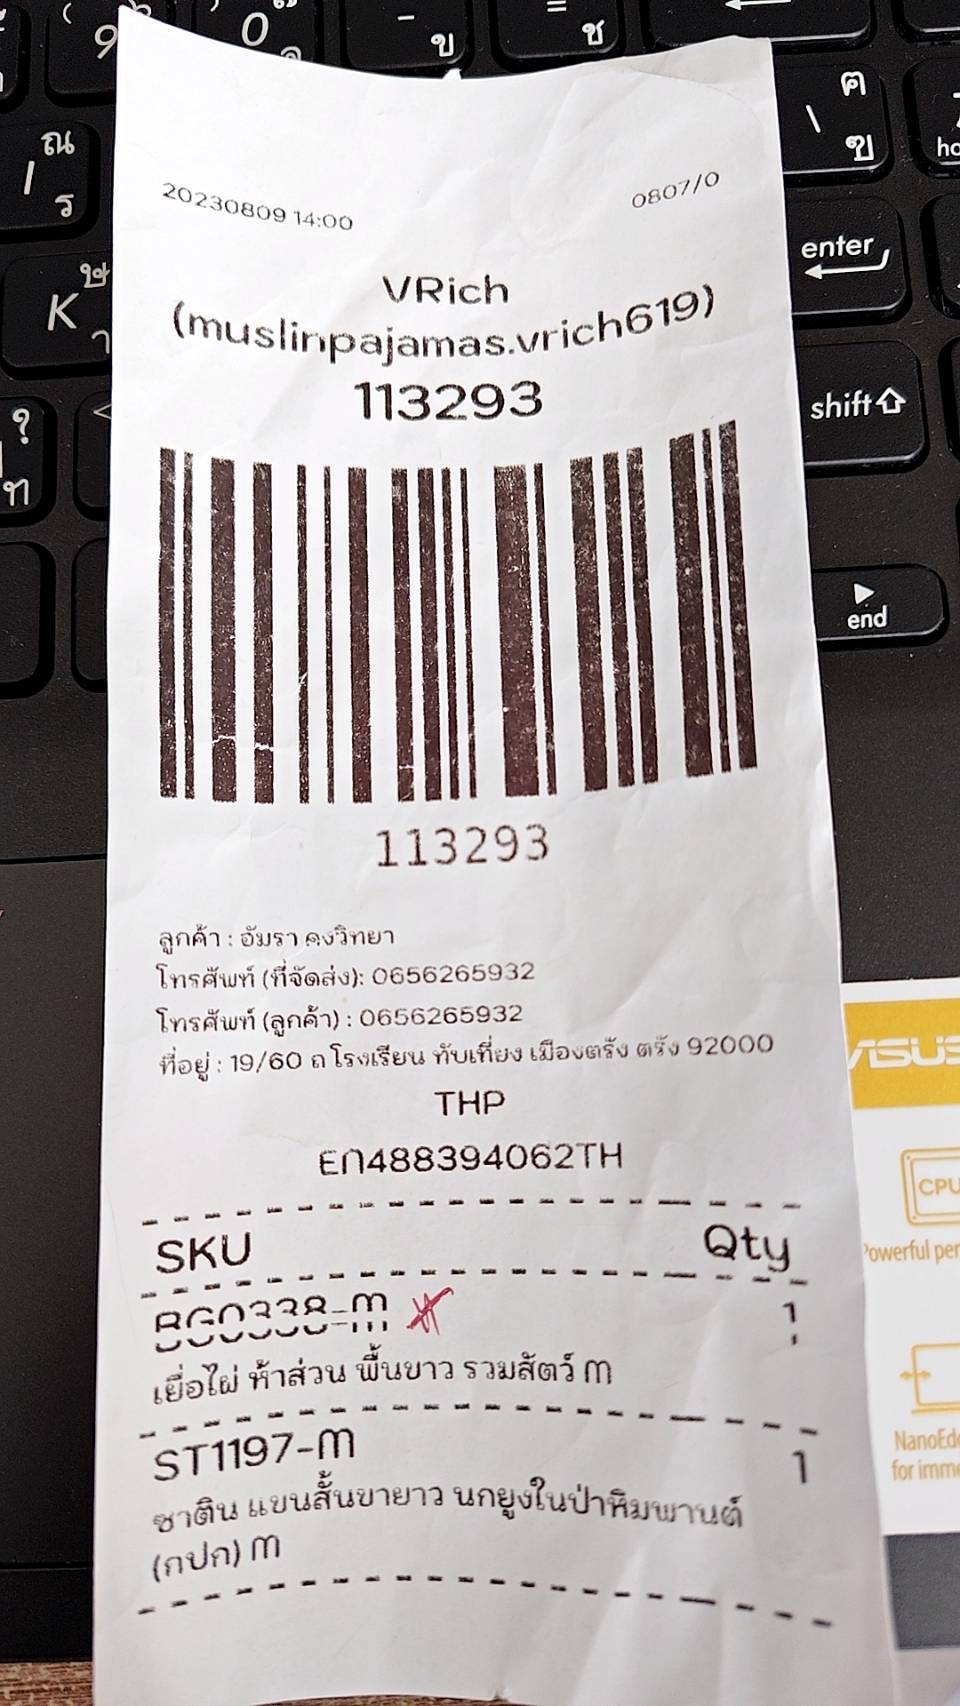 9
0
ข
ช
ฅ
\
ฃ
ho
ณ
/
ร
ษ
K
า
enter
?
ท
<
shift
end
20230809 14:00
0807/0
VRich
(muslinpajamas.vrich619)
113293
113293
ลูกค้า : อัมรา คงวิทยา
โทรศัพท์ (ที่จัดส่ง): 0656265932
โทรศัพท์ (ลูกค้า) : 0656265932
ที่อยู่ : 19/60 ถ โรงเรียน ทับเที่ยง เมืองตรัง ตรัง 92000
THP
EN488394062TH
SKU Qty
BG0338-M 1
เยื่อไผ่ ห้าส่วน พื้นขาว รวมสัตว์ M
ST1197-M 1
ซาติน แขนสั้นขายาว นกยูงในป่าหิมพานต์
(กปก) M
ASUS
CPU
Powerful per
NanoEd
for imme